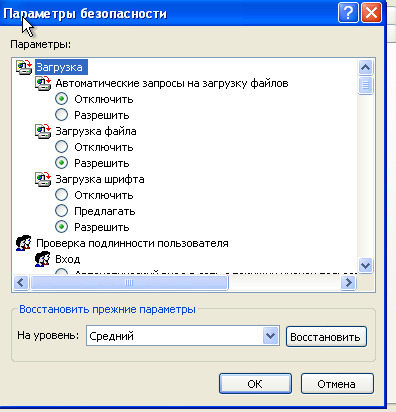 Параметры безопасности
Параметры:
Загрузка
Автоматические запросы на загрузку файлов
Отключить
Разрешить
Загрузка файла
Отключить
Разрешить
Загрузка шрифта
Отключить
Предлагать
Разрешить
Проверка подлинности пользователя
Вход
Восстановить прежние параметры
На уровень: Средний Восстановить
OK Отмена